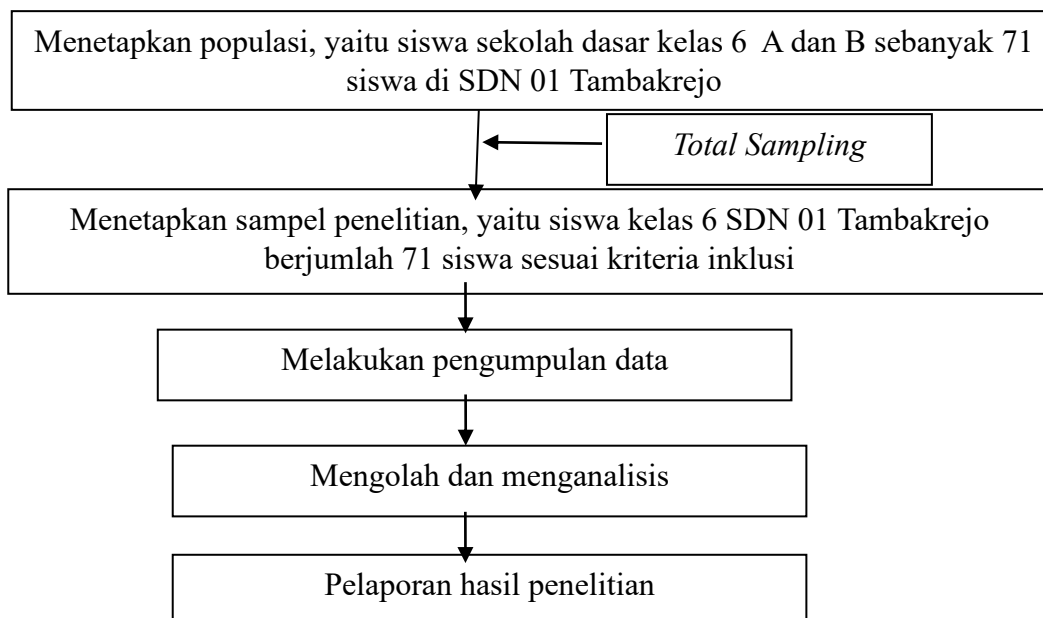 Menetapkan populasi, yaitu siswa sekolah dasar kelas 6 A dan B sebanyak 71
siswa di SDN 01 Tambakrejo
Total Sampling
Menetapkan sampel penelitian, yaitu siswa kelas 6 SDN 01 Tambakrejo
berjumlah 71 siswa sesuai kriteria inklusi
Melakukan pengumpulan data
Mengolah dan menganalisis
Pelaporan hasil penelitian